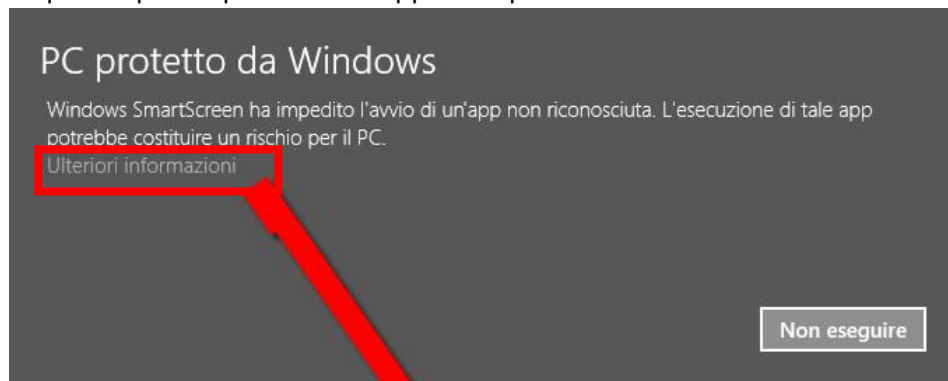 PC protetto da Windows
Windows SmartScreen ha impedito l'avvio di un'app non riconosciuta. L'esecuzione di tale app
potrebbe costituire un rischio per il PC.
Ulteriori informazioni
Non eseguire